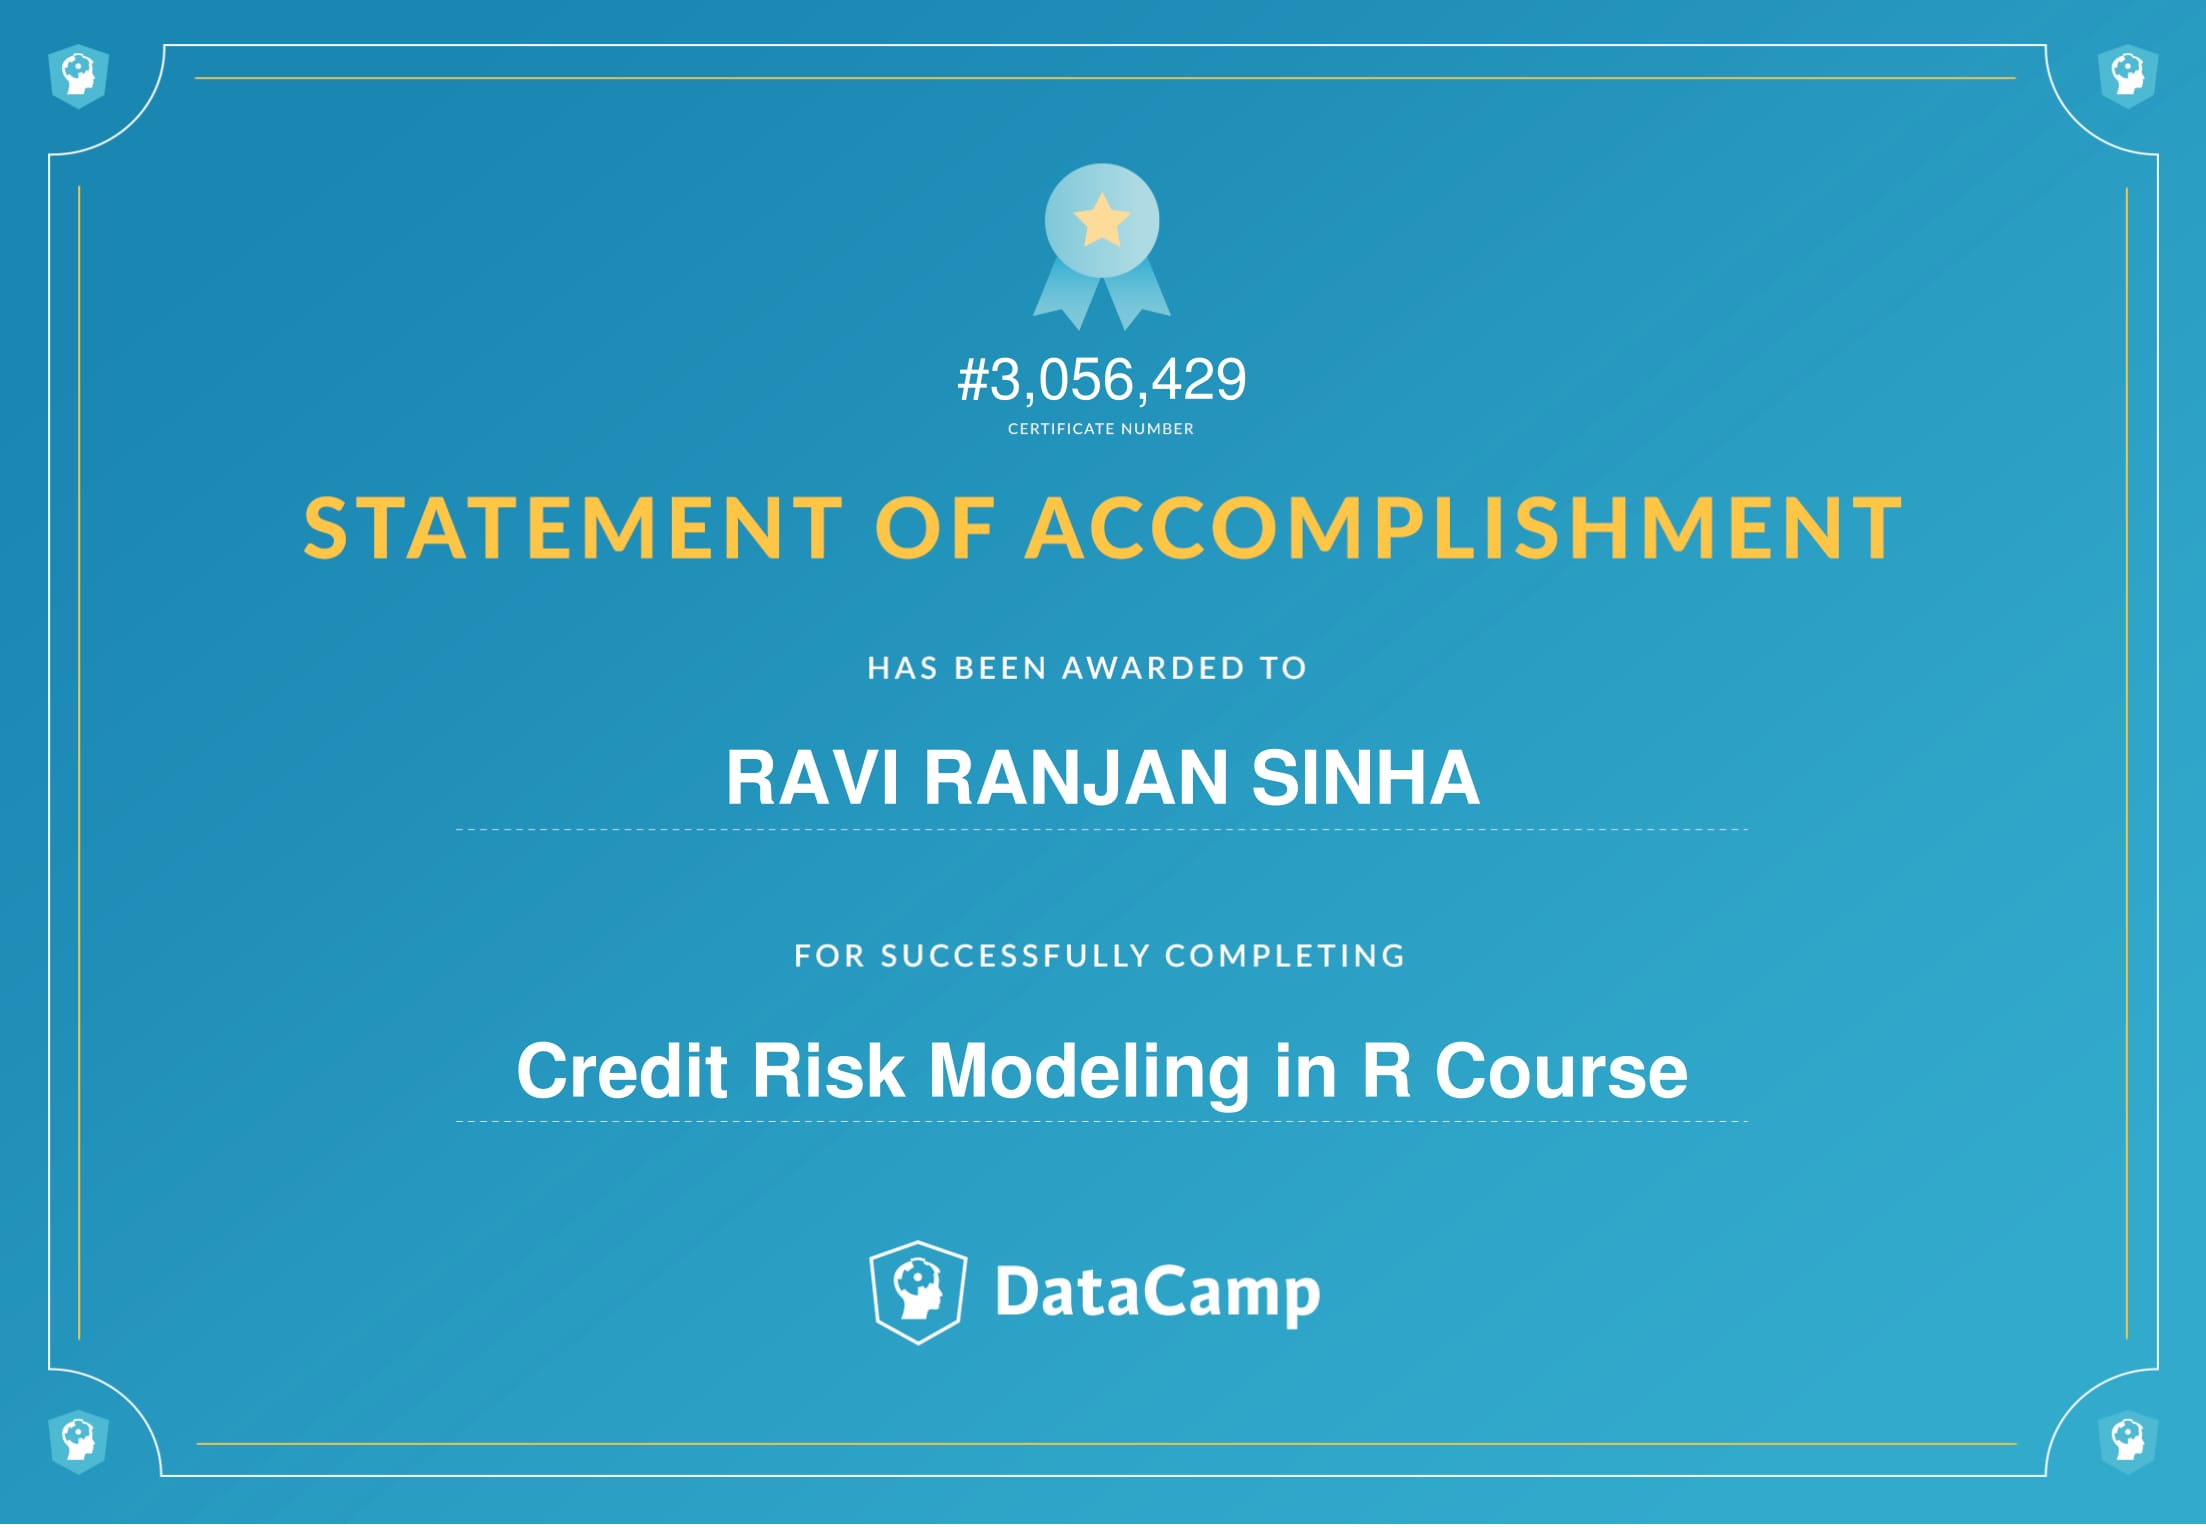 #3,056,429
CERTIFICATE NUMBER
STATEMENT OF ACCOMPLISHMENT
HAS BEEN AWARDED TO
RAVI RANJAN SINHA
FOR SUCCESSFULLY COMPLETING
Credit Risk Modeling in R Course
DataCamp